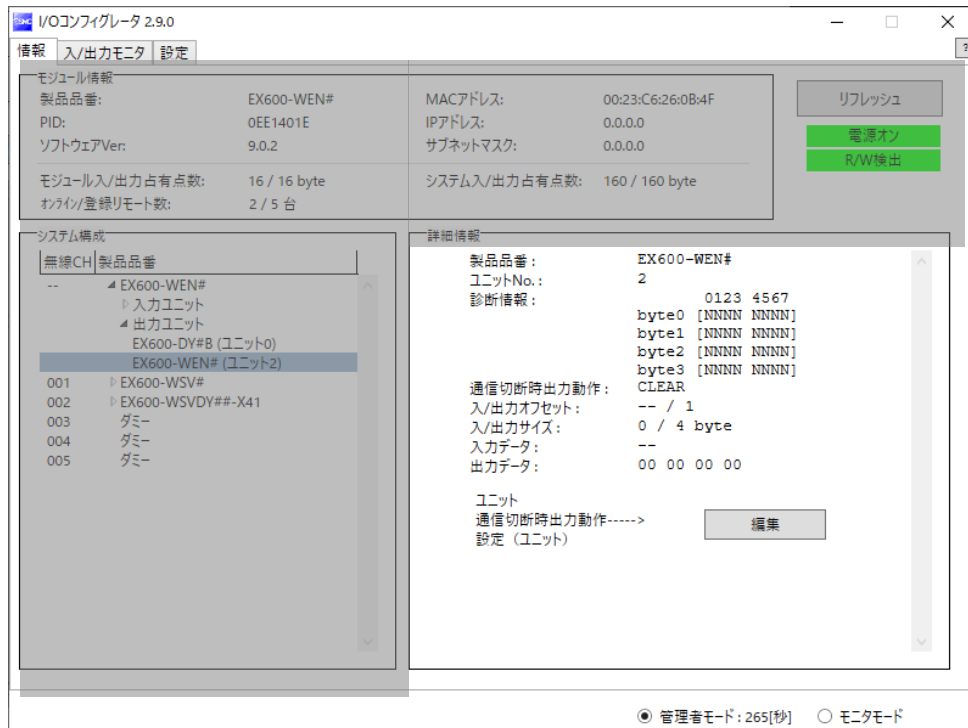 SMC I/Oコンフィグレータ 2.9.0
情報 入/出力モニタ 設定 ?
モジュール情報
製品品番: EX600-WEN# MACアドレス: 00:23:C6:26:0B:4F リフレッシュ
PID: 0EE1401E IPアドレス: 0.0.0.0
ソフトウェアVer: 9.0.2 サブネットマスク: 0.0.0.0
電源オン
R/W検出
モジュール入/出力占有点数: 16 / 16 byte システム入/出力占有点数: 160 / 160 byte
オンライン/登録リモート数: 2 / 5 台
システム構成
無線CH 製品品番
-- EX600-WEN#
入力ユニット
出力ユニット
EX600-DY#B (ユニット0)
EX600-WEN# (ユニット2)
001 EX600-WSV#
002 EX600-WSVDY##-X41
003 ダミー
004 ダミー
005 ダミー
詳細情報
製品品番: EX600-WEN#
ユニットNo.: 2
診断情報: 0123 4567
byte0 [NNNN NNNN]
byte1 [NNNN NNNN]
byte2 [NNNN NNNN]
byte3 [NNNN NNNN]
通信切断時出力動作: CLEAR
入/出力オフセット: -- / 1
入/出力サイズ: 0 / 4 byte
入力データ: --
出力データ: 00 00 00 00
ユニット
通信切断時出力動作-----> 編集
設定 (ユニット)
管理者モード: 265[秒] モニタモード